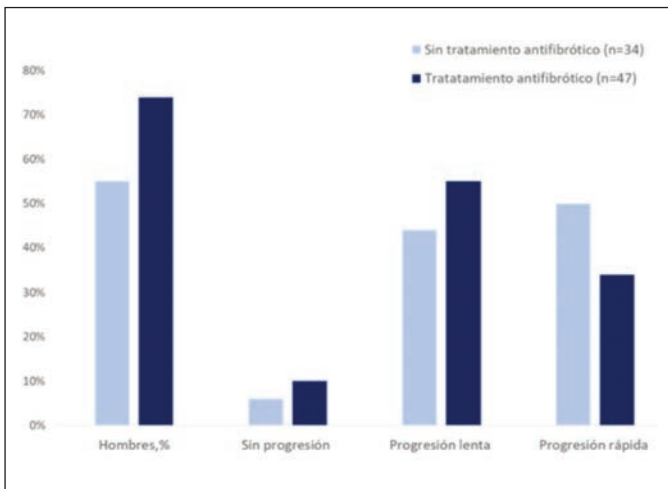 Sin tratamiento antifibrótico (n=34)
Tratatamiento antifibrótico (n=47)
80%
70%
60%
50%
40%
30%
20%
10%
0%
Hombres,%
Sin progresión
Progresión lenta
Progresión rápida